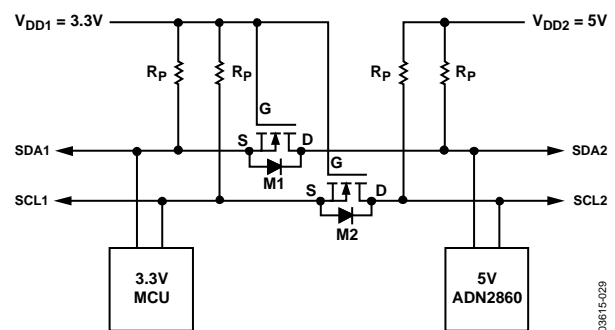 VDD1 = 3.3V
VDD2 = 5V
RP
RP
RP
RP
G
S
D
M1
G
S
D
M2
SDA1
SDA2
SCL1
SCL2
3.3V
MCU
5V
ADN2860
03615-029